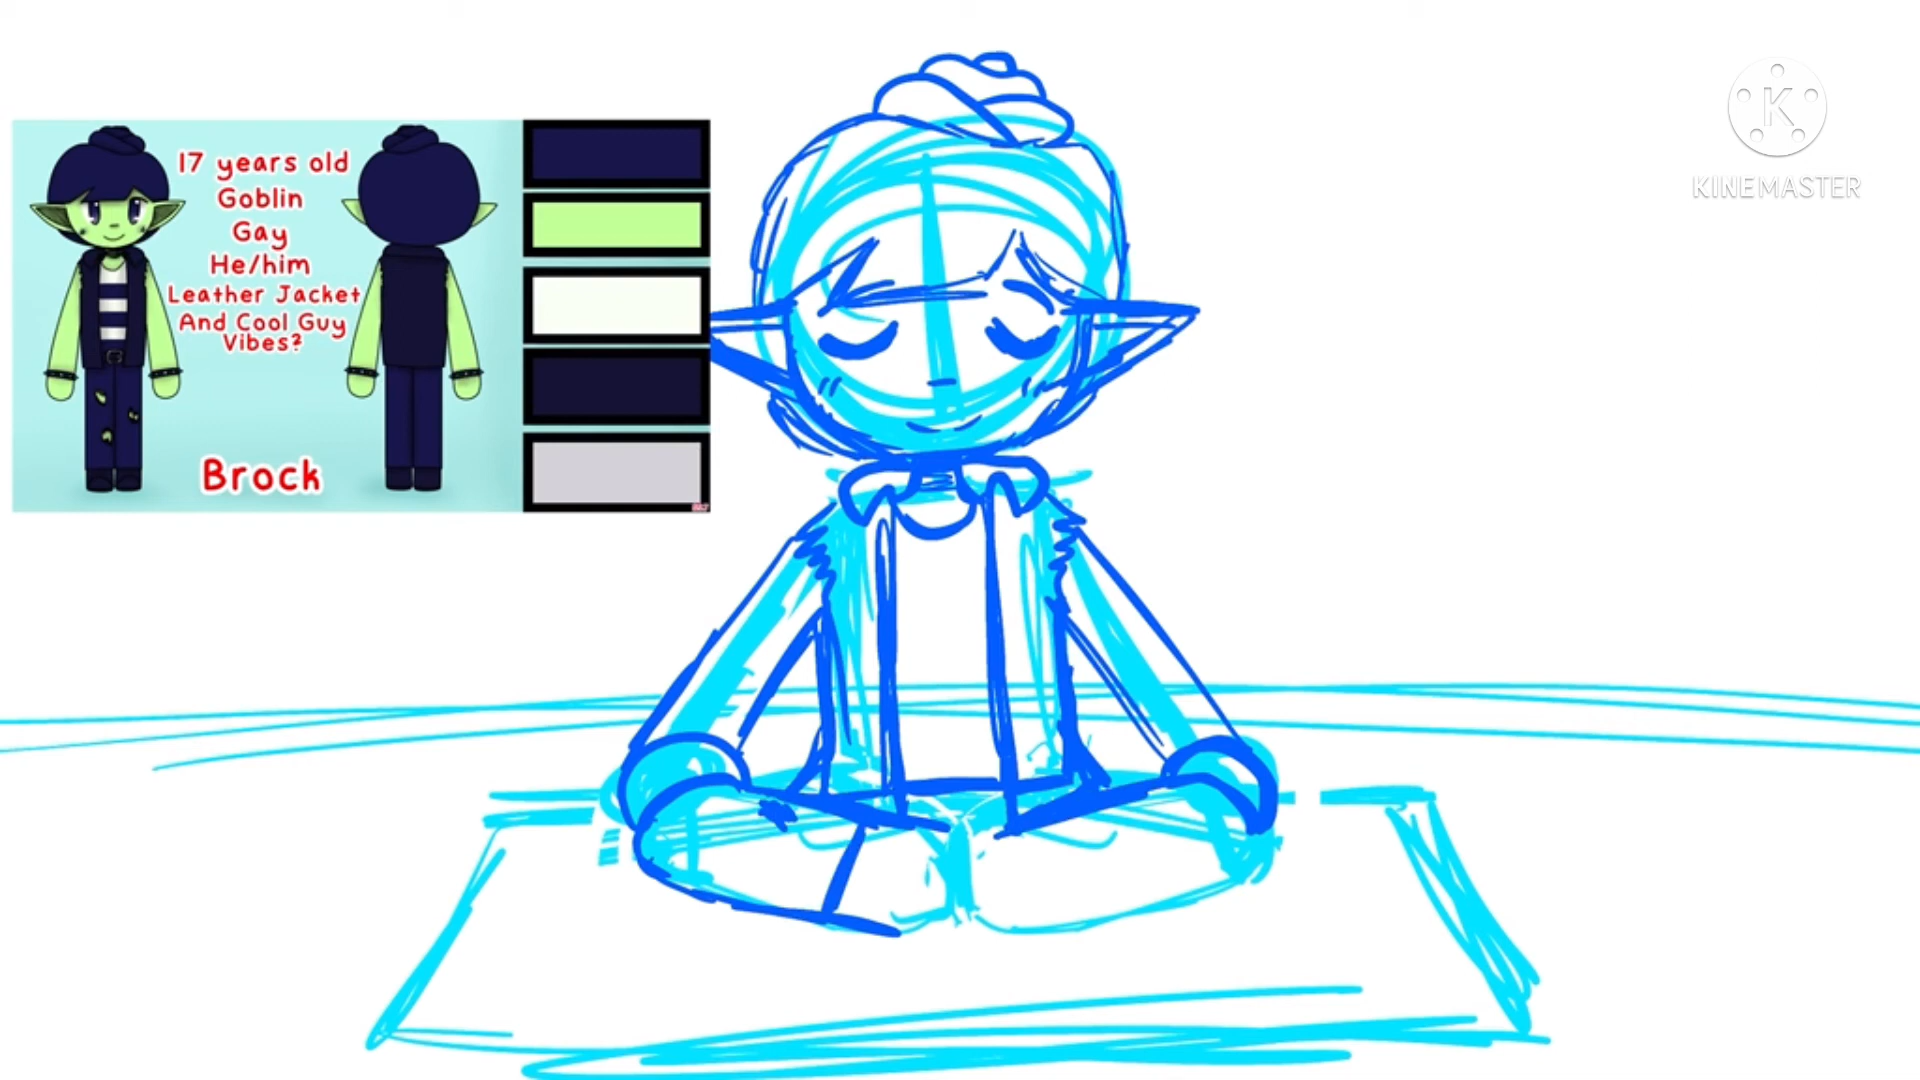 17 years old
Goblin
Gay
He/him
Leather Jacket
And Cool Guy
Vibes?
Brock
K
KINEMASTER